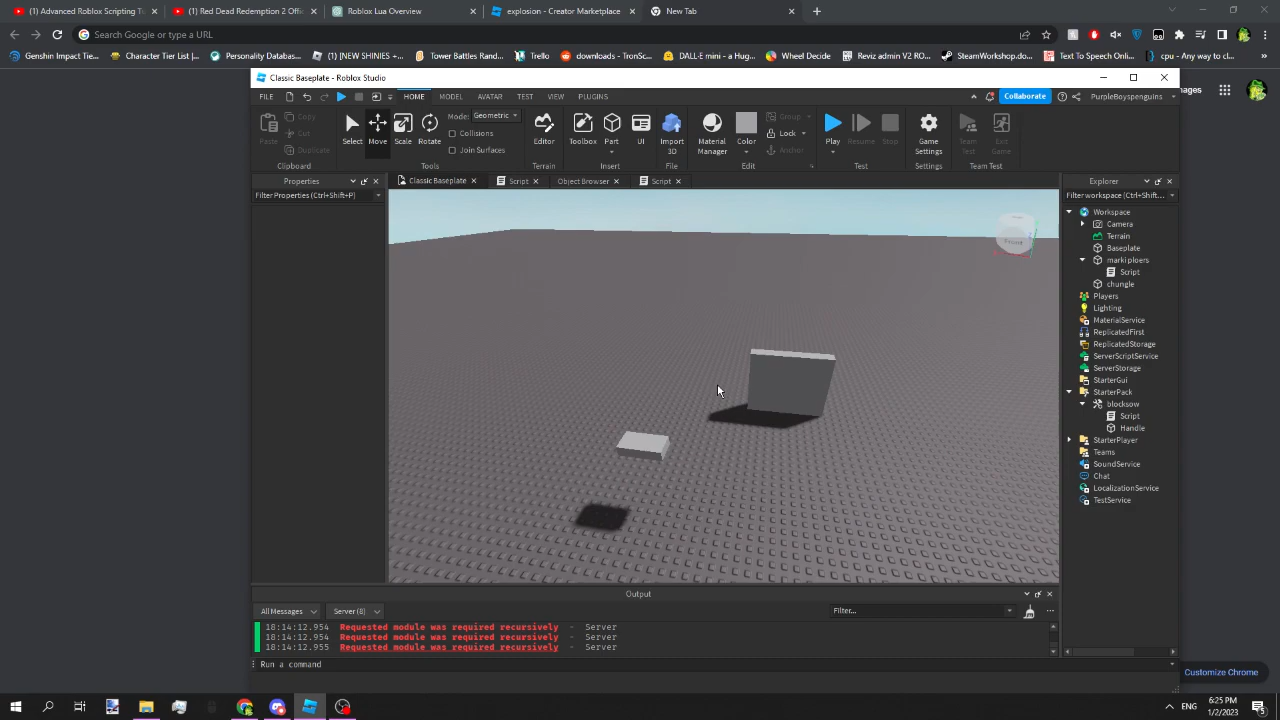 (1) Advanced Roblox Scripting T
(1) Red Dead Redemption 2 Offi
Roblox Lua Overview
explosion - Creator Marketplace
New Tab
Search Google or type a URL
Genshin Impact Tie...
Character Tier List |...
Personality Databas...
[NEW SHINIES +...
Tower Battles Rand...
Trello
downloads - TronScr...
DALL-E mini - a Hug...
Wheel Decide
Reviz admin V2 RO...
SteamWorkshop.do...
Text To Speech Onli...
cpu - Any way to cl...
Classic Baseplate - Roblox Studio
FILE
HOME
MODEL
AVATAR
TEST
VIEW
PLUGINS
Collaborate
PurpleBoyspenguins
Images
Paste
Copy
Cut
Duplicate
Clipboard
Select
Move
Scale
Rotate
Mode: Geometric
Collisions
Join Surfaces
Tools
Editor
Terrain
Toolbox
Part
UI
Insert
Import
3D
File
Material
Manager
Color
Group
Lock
Anchor
Edit
Play
Resume
Stop
Test
Game
Settings
Settings
Team
Test
Exit
Game
Team Test
Properties
Filter Properties (Ctrl+Shift+P)
Classic Baseplate
Script
Object Browser
Script
Front
Explorer
Filter workspace (Ctrl+Shift+...
Workspace
Camera
Terrain
Baseplate
marki ploers
Script
chungle
Players
Lighting
MaterialService
ReplicatedFirst
ReplicatedStorage
ServerScriptService
ServerStorage
StarterGui
StarterPack
blocksow
Script
Handle
StarterPlayer
Teams
SoundService
Chat
LocalizationService
TestService
Output
All Messages
Server (8)
Filter...
18:14:12.954 Requested module was required recursively - Server
18:14:12.954 Requested module was required recursively - Server
18:14:12.955 Requested module was required recursively - Server
Run a command
Customize Chrome
ENG
6:25 PM
1/2/2023